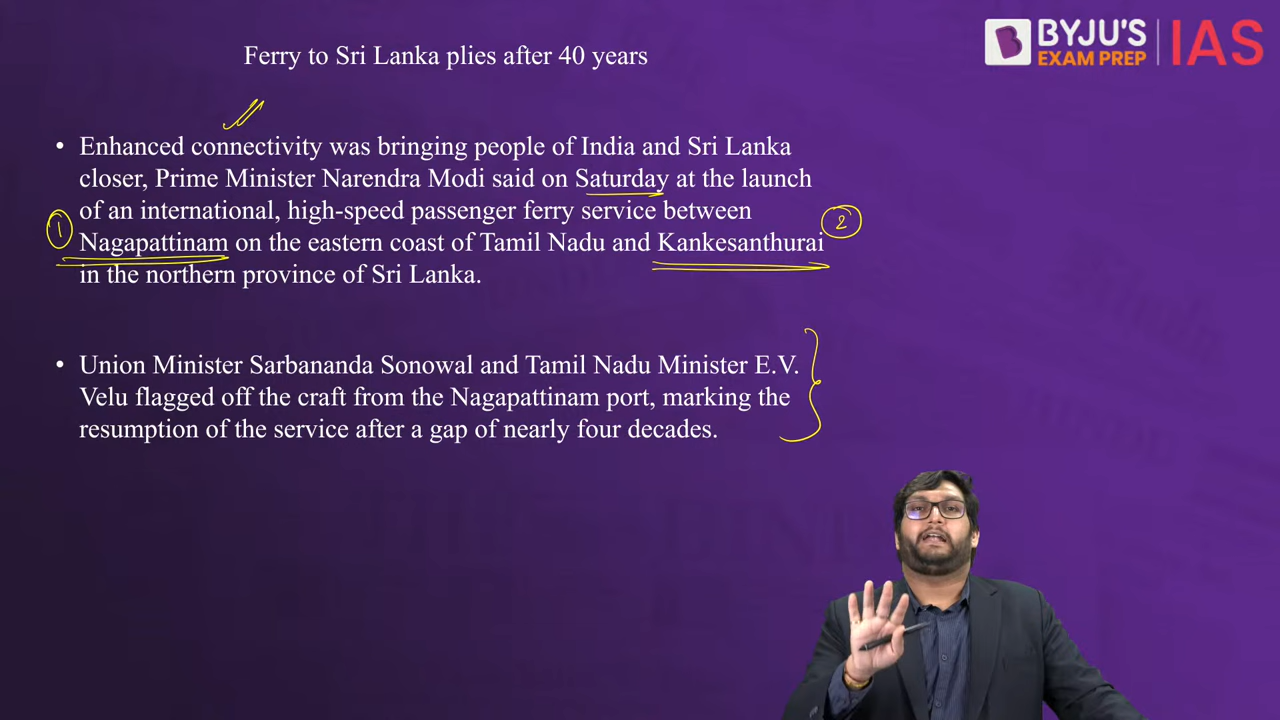 Ferry to Sri Lanka plies after 40 years
BYJU'S
EXAM PREP
IAS
• Enhanced connectivity was bringing people of India and Sri Lanka
closer, Prime Minister Narendra Modi said on Saturday at the launch
of an international, high-speed passenger ferry service between
1
2
Nagapattinam on the eastern coast of Tamil Nadu and Kankesanthurai
in the northern province of Sri Lanka.
• Union Minister Sarbananda Sonowal and Tamil Nadu Minister E.V.
Velu flagged off the craft from the Nagapattinam port, marking the
resumption of the service after a gap of nearly four decades.